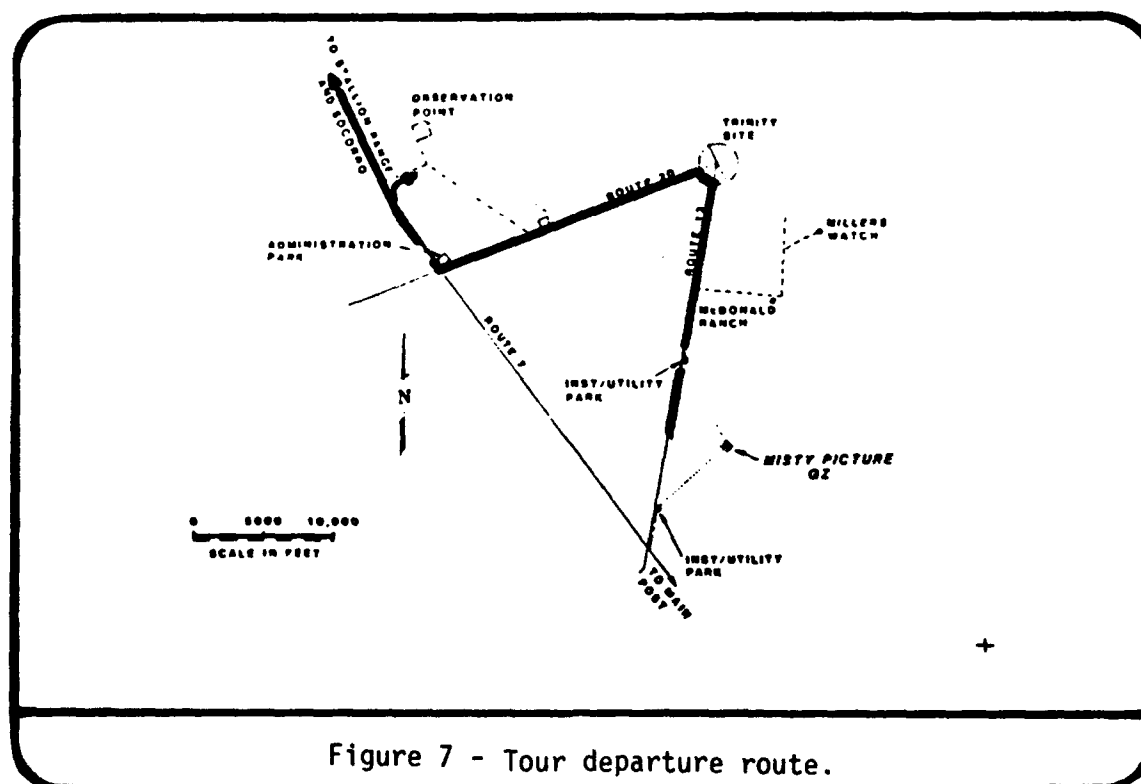 TO STALLION RANGE
AND SOCORRO
OBSERVATION
POINT
TRINITY
SITE
ROUTE 20
ROUTE 13
MILLERS
WATCH
ADMINISTRATION
PARK
McDONALD
RANCH
ROUTE 7
INST/UTILITY
PARK
N
MISTY PICTURE
GZ
0 5000 10,000
SCALE IN FEET
INST/UTILITY
PARK
TO MAIN
POST
Figure 7 - Tour departure route.